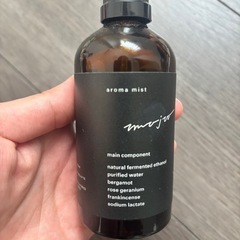 aroma mist
main component
natural fermented ethanol
purified water
bergamot
rose geranium
frankincense
sodium lactate